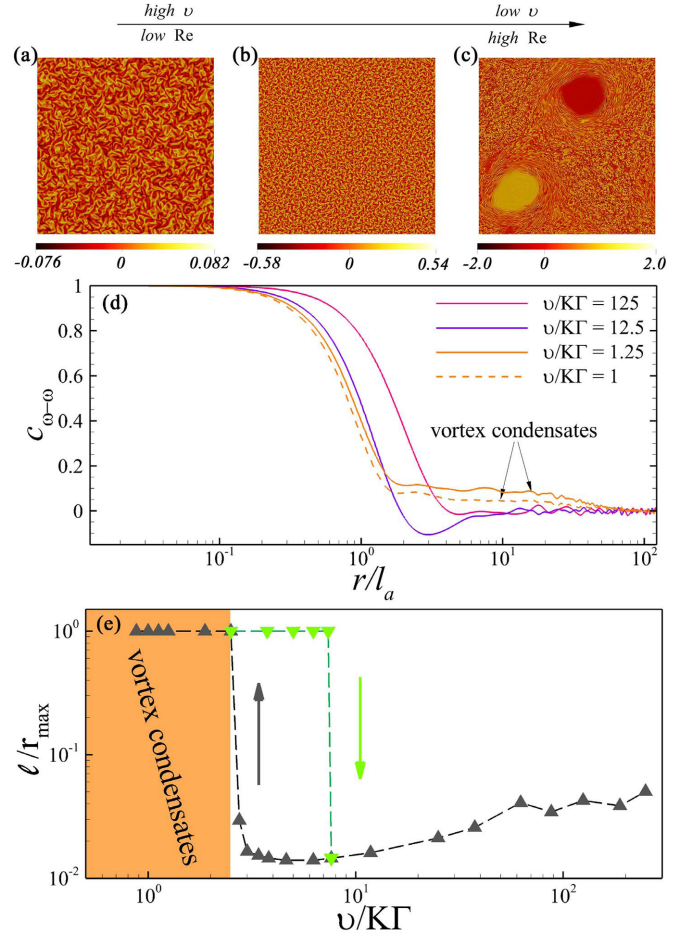 high υ
low Re
low υ
high Re
(a)
(b)
(c)
-0.076 0 0.082
-0.58 0 0.54
-2.0 0 2.0
(d)
1
0.8
0.6
0.4
0.2
0
c_{ω−ω}
υ/KΓ = 125
υ/KΓ = 12.5
υ/KΓ = 1.25
υ/KΓ = 1
vortex condensates
10^{-1} 10^{0} 10^{1} 10^{2}
r/l_a
(e)
10^{0}
10^{-1}
10^{-2}
ℓ/r_{max}
vortex condensates
10^{0} 10^{1} 10^{2}
υ/KΓ